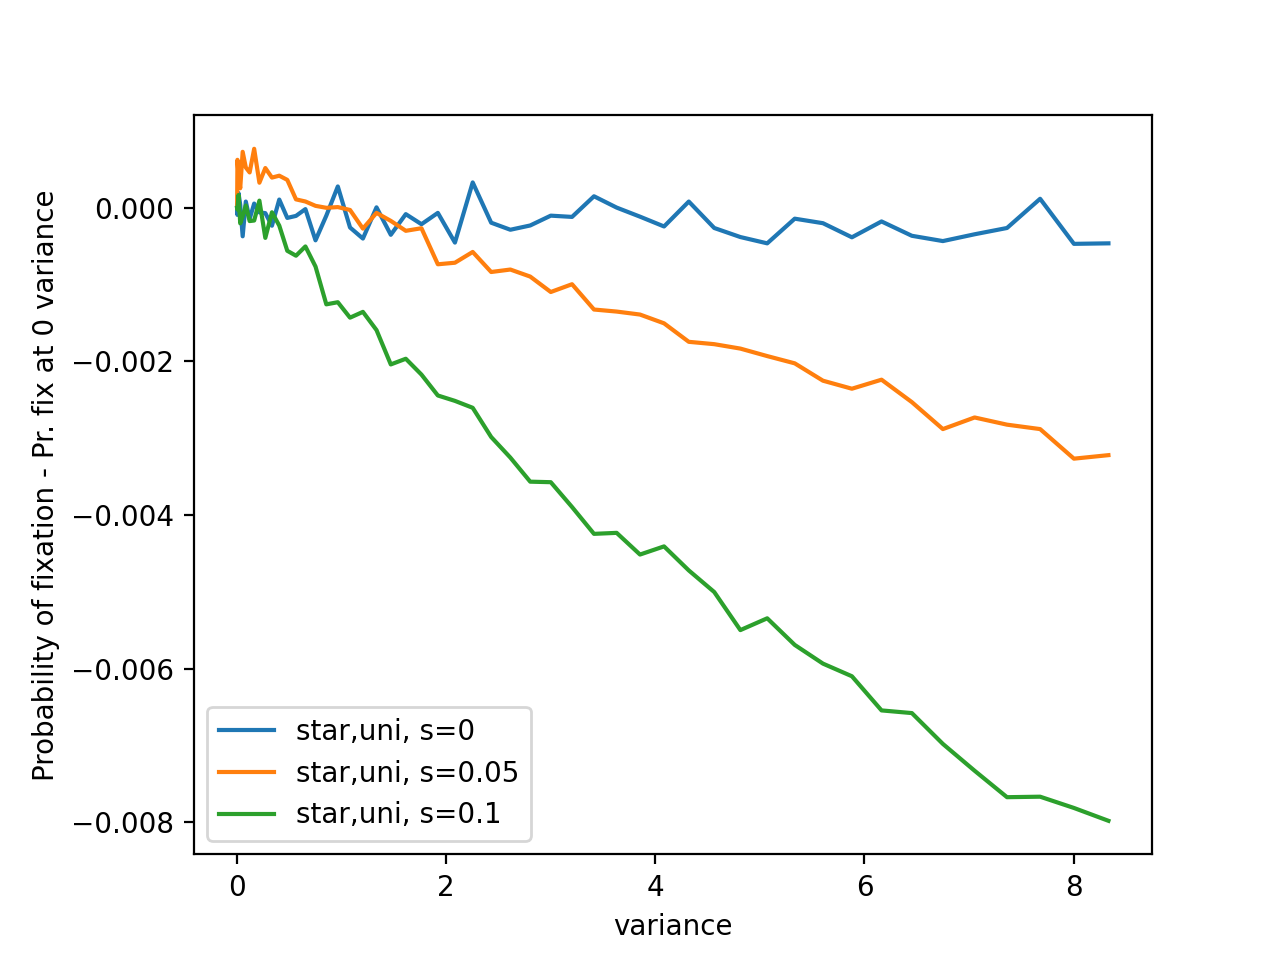 Probability of fixation - Pr. fix at 0 variance
0.000
−0.002
−0.004
−0.006
−0.008
star,uni, s=0
star,uni, s=0.05
star,uni, s=0.1
0 2 4 6 8
variance